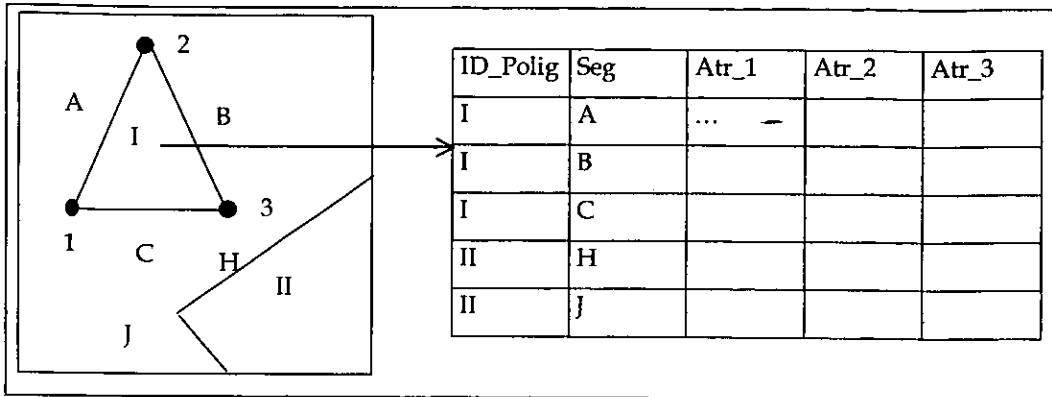 2
A
B
I
1
3
C
H
II
J
ID_Polig Seg Atr_1 Atr_2 Atr_3
I A ...
I B
I C
II H
II J